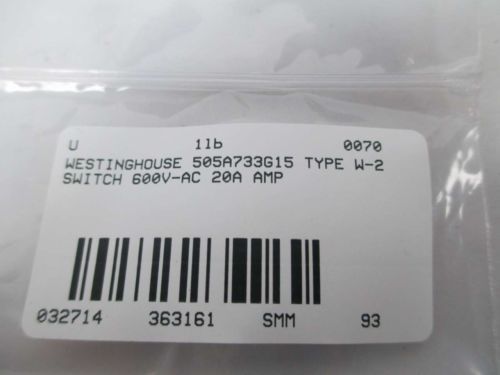 U 1lb 0070
WESTINGHOUSE 505A733G15 TYPE W-2
SWITCH 600V-AC 20A AMP
032714 363161 SMM 93